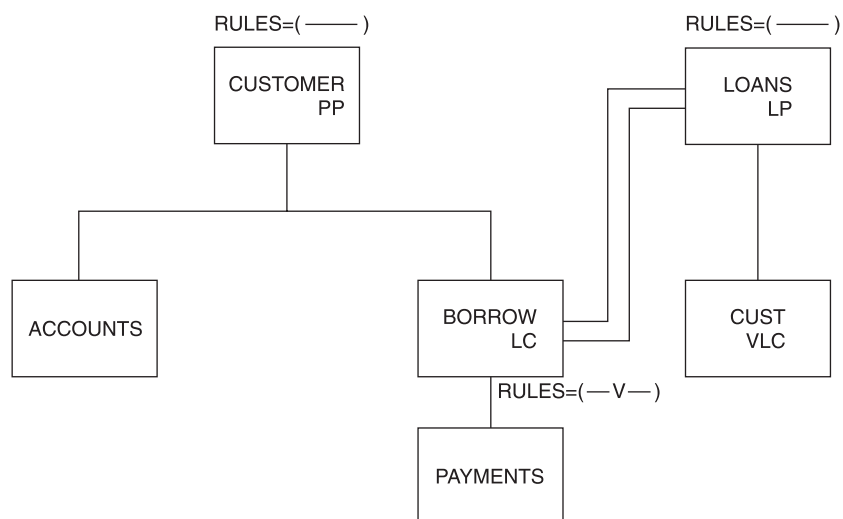 RULES=( —— )
RULES=( —— )
CUSTOMER
PP
LOANS
LP
ACCOUNTS
BORROW
LC
CUST
VLC
RULES=( —V— )
PAYMENTS